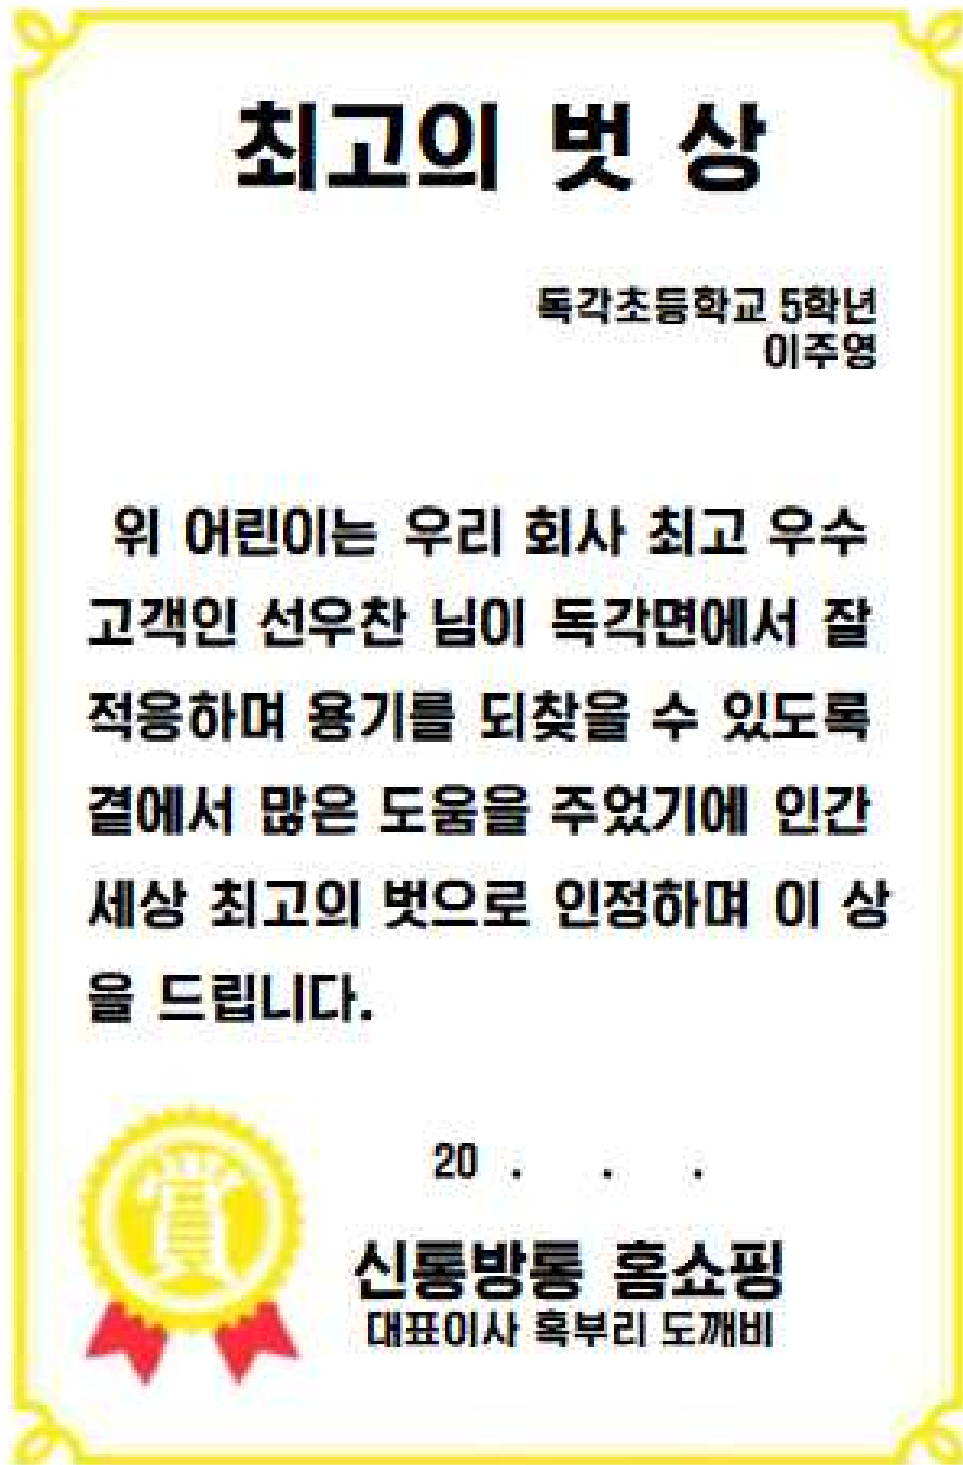 최고의 벗 상
독각초등학교 5학년
이주영
위 어린이는 우리 회사 최고 우수
고객인 선우찬 님이 독각면에서 잘
적응하며 용기를 되찾을 수 있도록
곁에서 많은 도움을 주었기에 인간
세상 최고의 벗으로 인정하며 이 상
을 드립니다.
20 . . .
신통방통 홈쇼핑
대표이사 혹부리 도깨비
賞